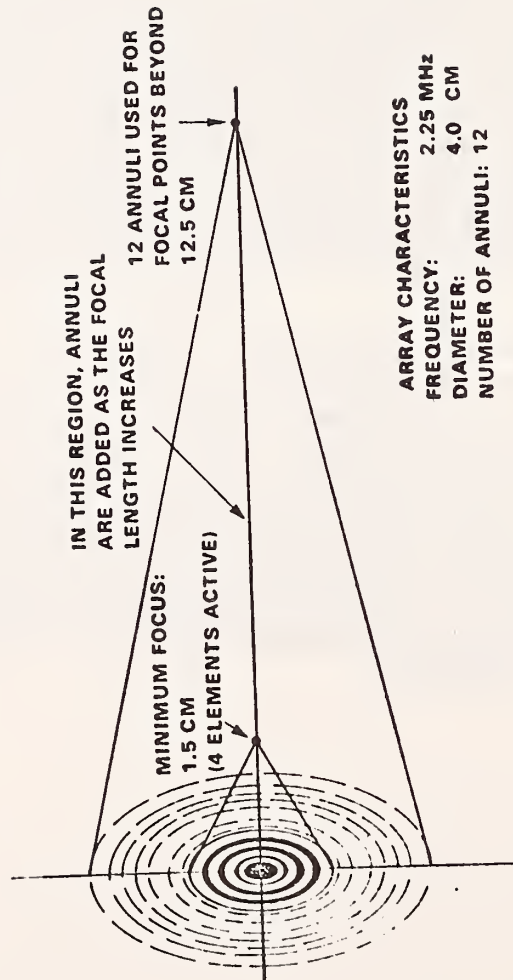 IN THIS REGION, ANNULI
ARE ADDED AS THE FOCAL
LENGTH INCREASES
12 ANNULI USED FOR
FOCAL POINTS BEYOND
12.5 CM
MINIMUM FOCUS:
1.5 CM
(4 ELEMENTS ACTIVE)
ARRAY CHARACTERISTICS
FREQUENCY: 2.25 MHz
DIAMETER: 4.0 CM
NUMBER OF ANNULI: 12